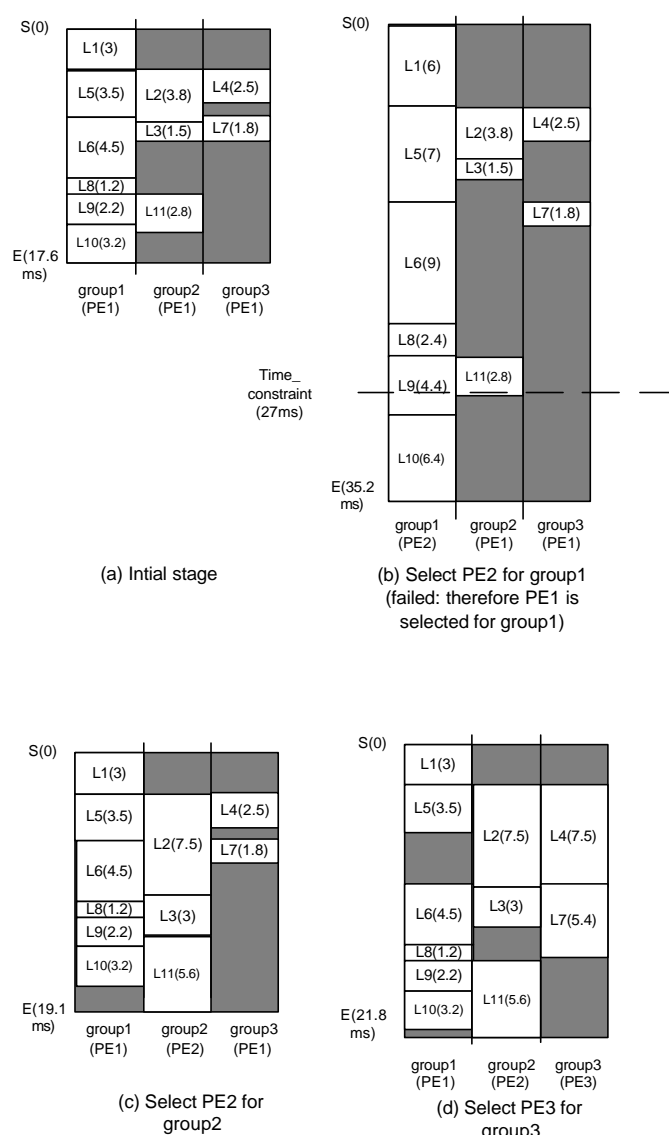 S(0)
L1(3)
L5(3.5)
L2(3.8)
L4(2.5)
L6(4.5)
L3(1.5)
L7(1.8)
L8(1.2)
L9(2.2)
L11(2.8)
L10(3.2)
E(17.6
ms)
group1
(PE1)
group2
(PE1)
group3
(PE1)
(a) Intial stage
S(0)
L1(6)
L5(7)
L2(3.8)
L4(2.5)
L3(1.5)
L7(1.8)
L6(9)
L8(2.4)
L9(4.4)
L11(2.8)
Time_
constraint
(27ms)
L10(6.4)
E(35.2
ms)
group1
(PE2)
group2
(PE1)
group3
(PE1)
(b) Select PE2 for group1
(failed: therefore PE1 is
selected for group1)
S(0)
L1(3)
L5(3.5)
L2(7.5)
L4(2.5)
L7(1.8)
L6(4.5)
L8(1.2)
L3(3)
L9(2.2)
L10(3.2)
L11(5.6)
E(19.1
ms)
group1
(PE1)
group2
(PE2)
group3
(PE1)
(c) Select PE2 for
group2
S(0)
L1(3)
L5(3.5)
L2(7.5)
L4(7.5)
L6(4.5)
L3(3)
L7(5.4)
L8(1.2)
L9(2.2)
L10(3.2)
L11(5.6)
E(21.8
ms)
group1
(PE1)
group2
(PE2)
group3
(PE3)
(d) Select PE3 for
group3